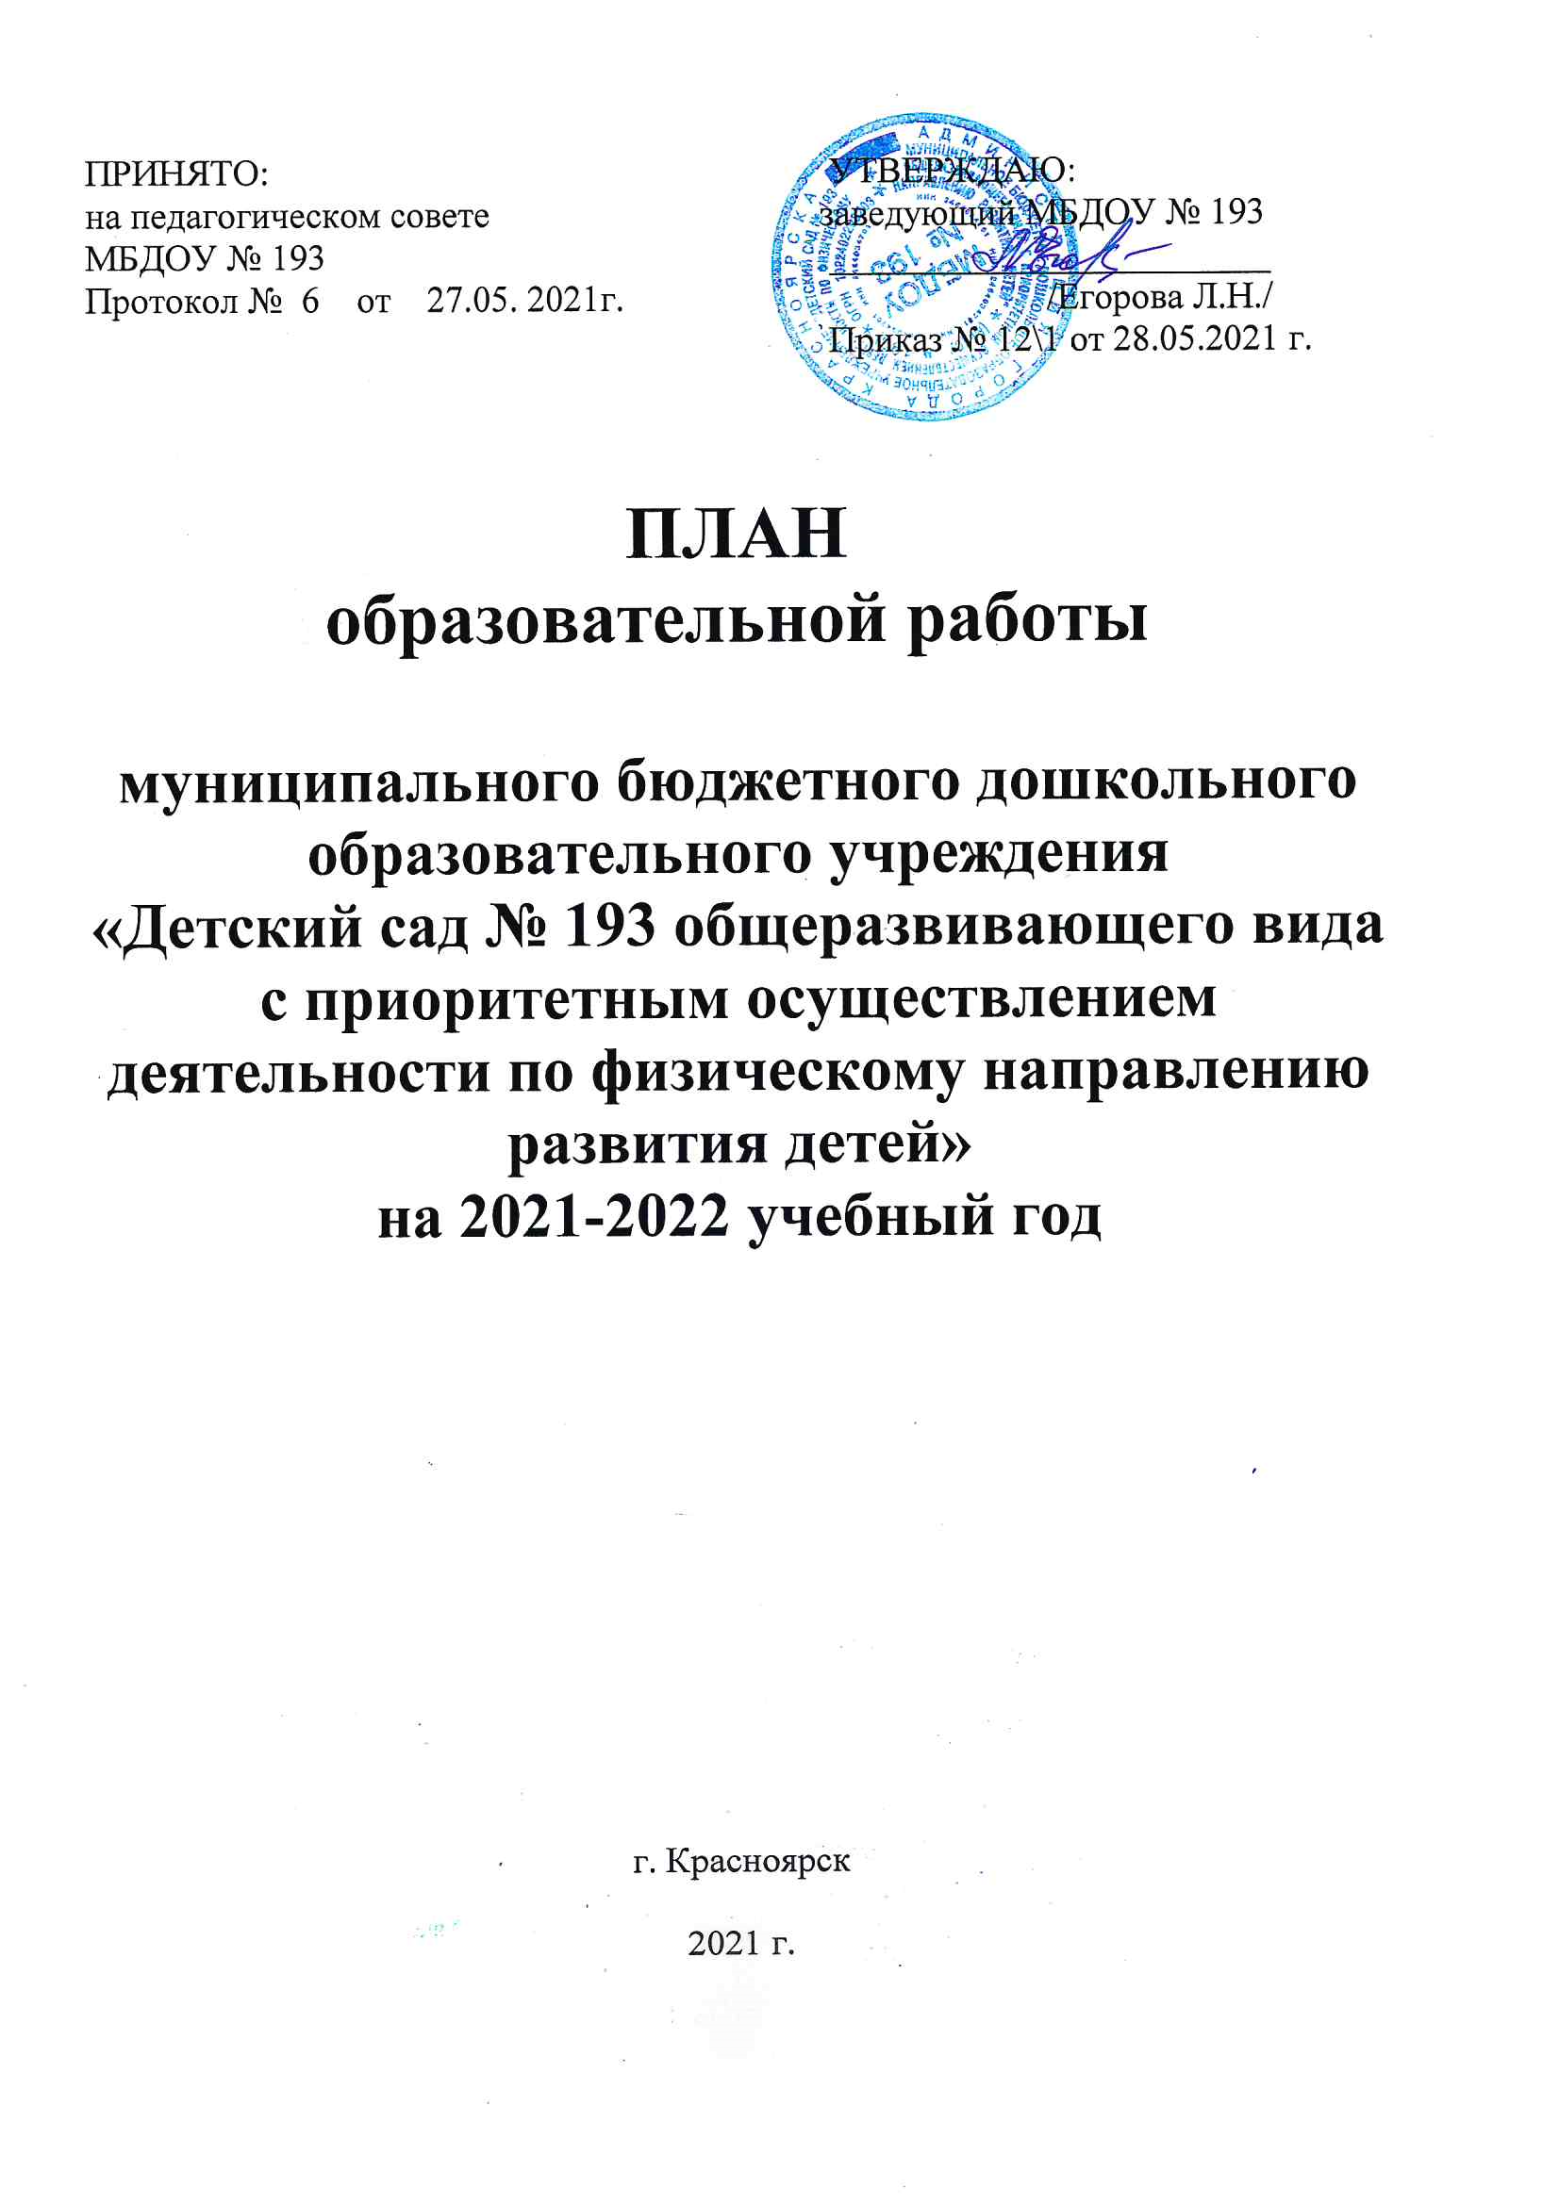 ПРИНЯТО:
на педагогическом совете
МБДОУ № 193
Протокол № 6 от 27.05. 2021г.
УТВЕРЖДАЮ:
заведующий МБДОУ № 193
/Егорова Л.Н./
Приказ № 12\1 от 28.05.2021 г.
МБДОУ
№ 193
ПЛАН
образовательной работы
муниципального бюджетного дошкольного
образовательного учреждения
«Детский сад № 193 общеразвивающего вида
с приоритетным осуществлением
деятельности по физическому направлению
развития детей»
на 2021-2022 учебный год
г. Красноярск
2021 г.